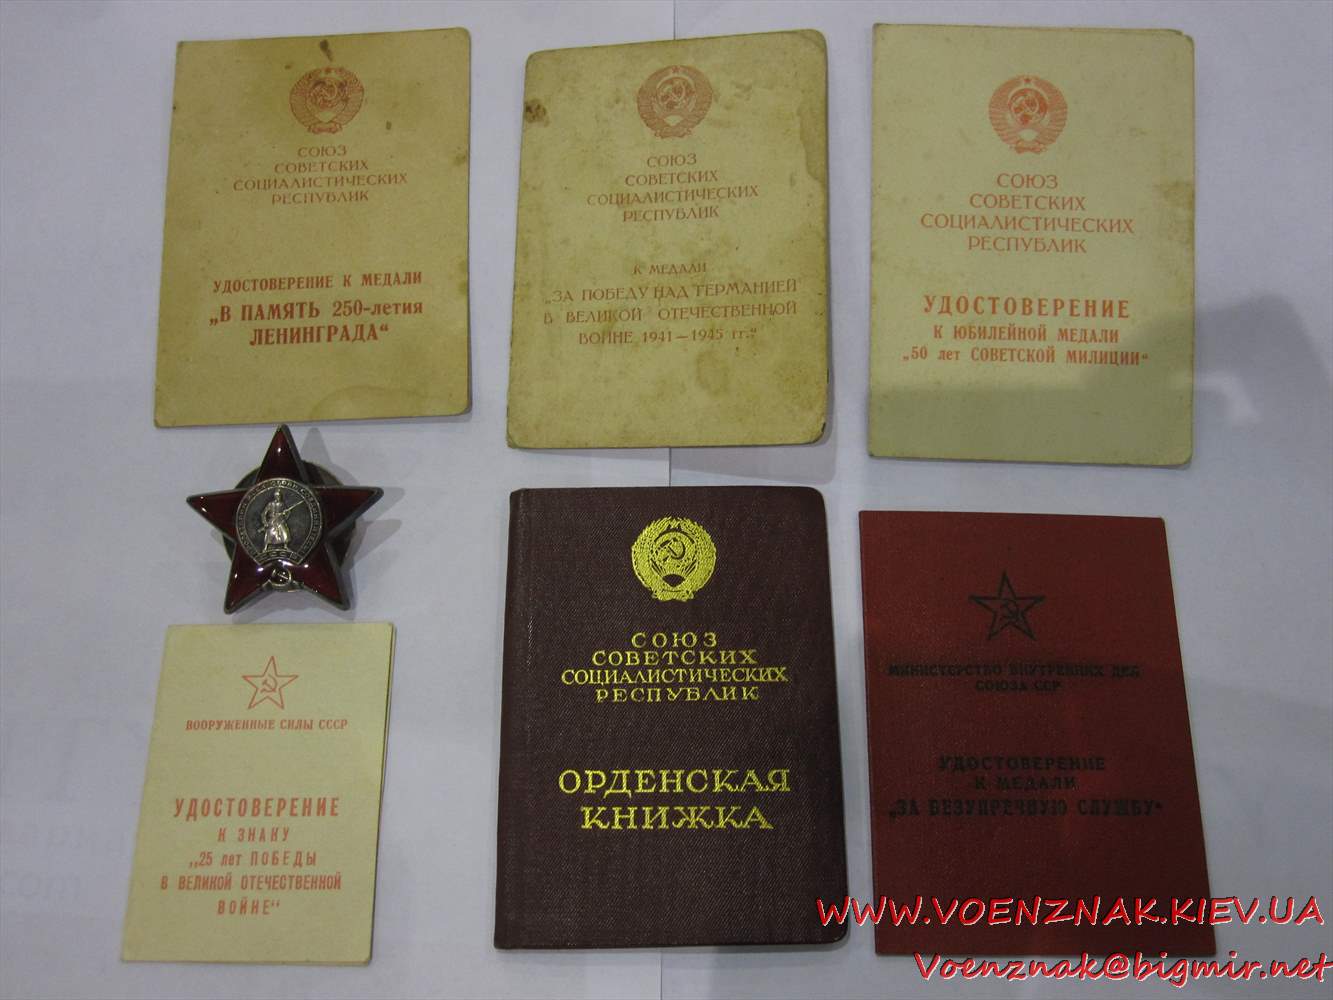 СОЮЗ
СОВЕТСКИХ
СОЦИАЛИСТИЧЕСКИХ
РЕСПУБЛИК
УДОСТОВЕРЕНИЕ К МЕДАЛИ
„В ПАМЯТЬ 250-летия
ЛЕНИНГРАДА“
СОЮЗ
СОВЕТСКИХ
СОЦИАЛИСТИЧЕСКИХ
РЕСПУБЛИК
К МЕДАЛИ
„ЗА ПОБЕДУ НАД ГЕРМАНИЕЙ
В ВЕЛИКОЙ ОТЕЧЕСТВЕННОЙ
ВОЙНЕ 1941—1945 гг.“
СОЮЗ
СОВЕТСКИХ
СОЦИАЛИСТИЧЕСКИХ
РЕСПУБЛИК
УДОСТОВЕРЕНИЕ
К ЮБИЛЕЙНОЙ МЕДАЛИ
„50 лет СОВЕТСКОЙ МИЛИЦИИ“
ВООРУЖЕННЫЕ СИЛЫ СССР
УДОСТОВЕРЕНИЕ
К ЗНАКУ
„25 лет ПОБЕДЫ
В ВЕЛИКОЙ ОТЕЧЕСТВЕННОЙ
ВОЙНЕ“
СОЮЗ
СОВЕТСКИХ
СОЦИАЛИСТИЧЕСКИХ
РЕСПУБЛИК
ОРДЕНСКАЯ
КНИЖКА
МИНИСТЕРСТВО ВНУТРЕННИХ ДЕЛ
СОЮЗА ССР
УДОСТОВЕРЕНИЕ
К МЕДАЛИ
„ЗА БЕЗУПРЕЧНУЮ СЛУЖБУ“
WWW.VOENZNAK.KIEV.UA
Voenznak@bigmir.net